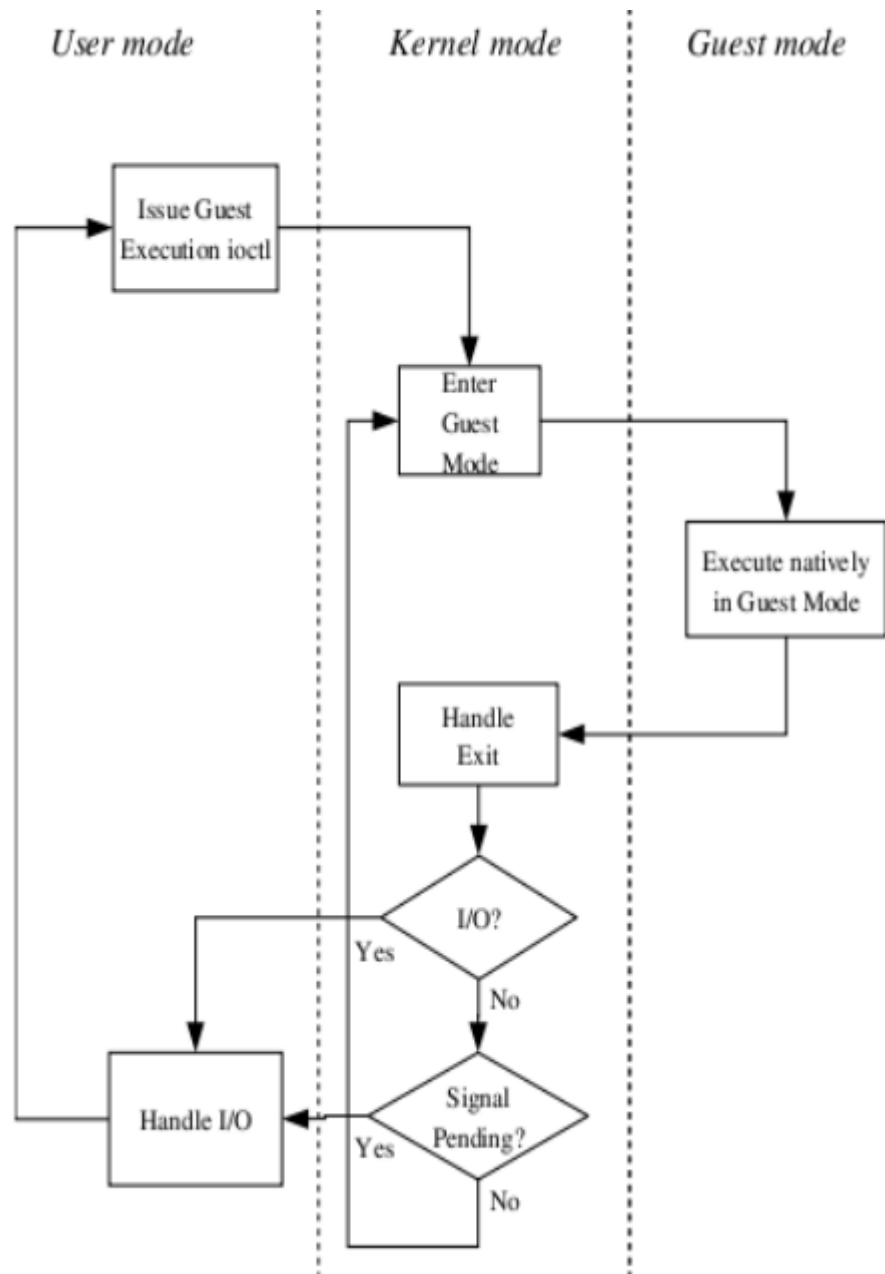 User mode
Kernel mode
Guest mode
Issue Guest
Execution ioctl
Enter
Guest
Mode
Execute natively
in Guest Mode
Handle
Exit
I/O?
Yes
No
Handle I/O
Signal
Pending?
Yes
No